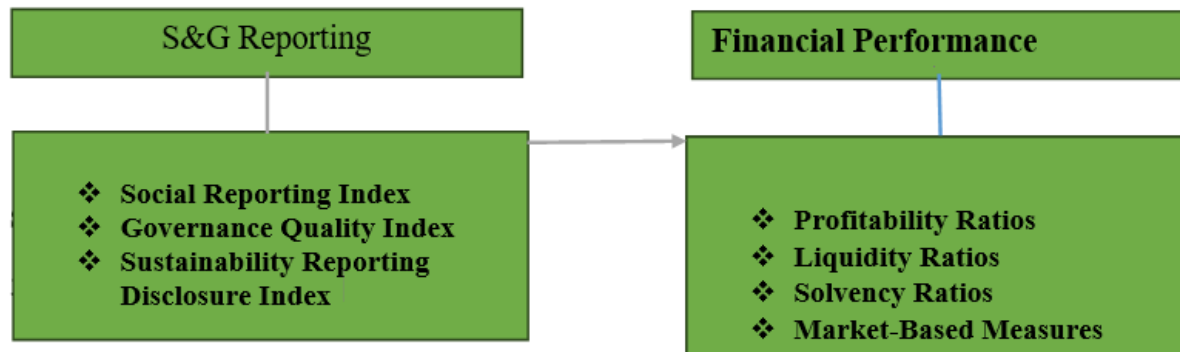 S&G Reporting
Financial Performance
❖ Social Reporting Index
❖ Governance Quality Index
❖ Sustainability Reporting
Disclosure Index
❖ Profitability Ratios
❖ Liquidity Ratios
❖ Solvency Ratios
❖ Market-Based Measures